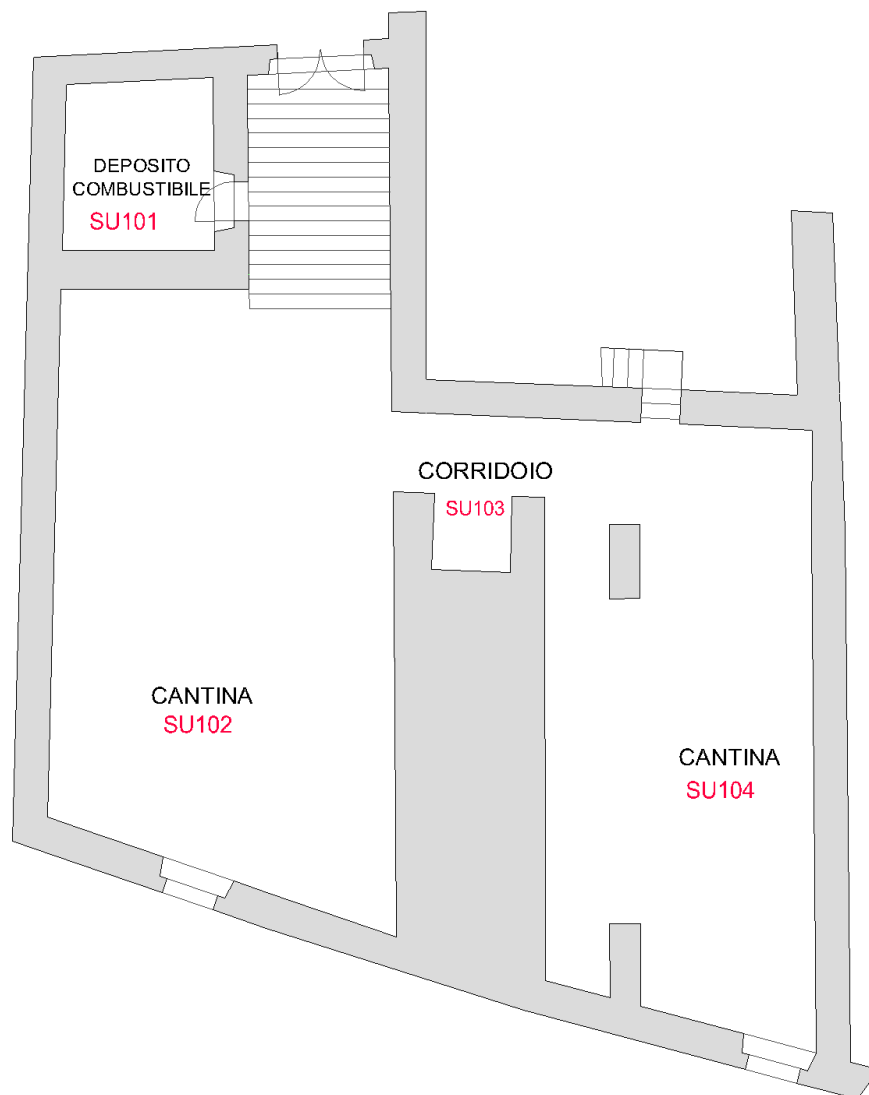 DEPOSITO
COMBUSTIBILE
SU101
CORRIDOIO
SU103
CANTINA
SU102
CANTINA
SU104